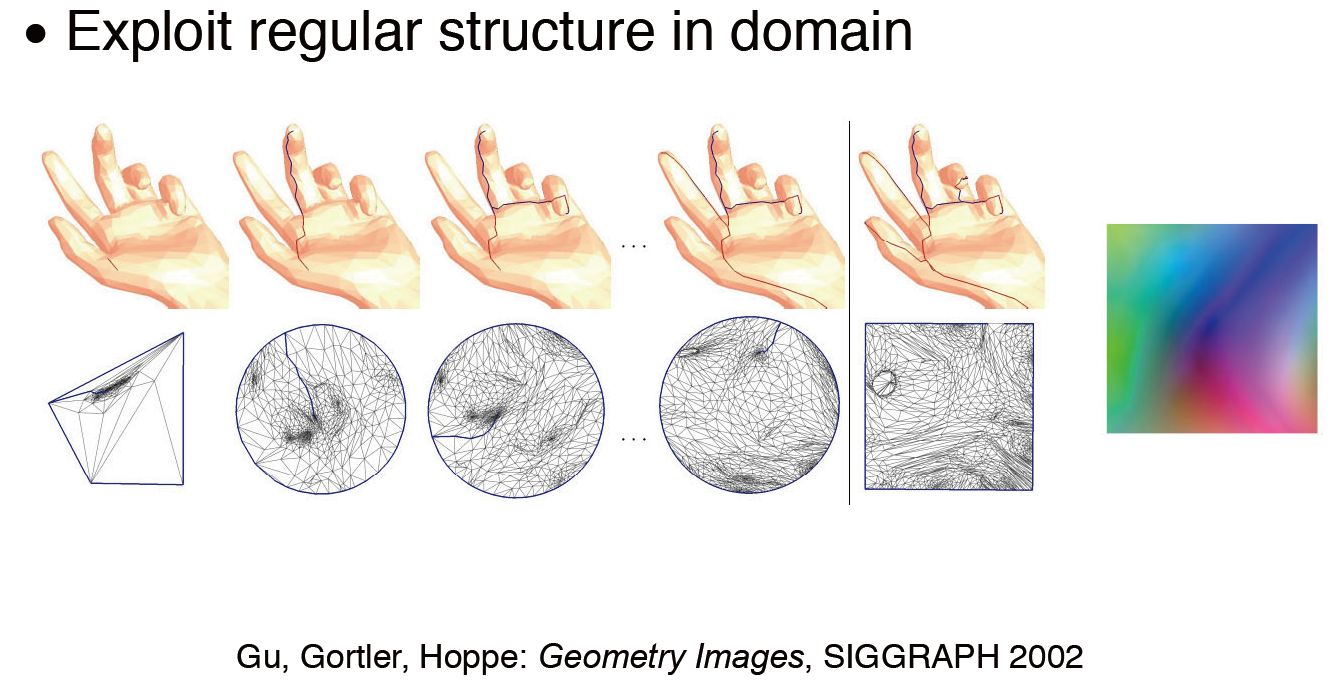 • Exploit regular structure in domain
...
...
Gu, Gortler, Hoppe: Geometry Images, SIGGRAPH 2002